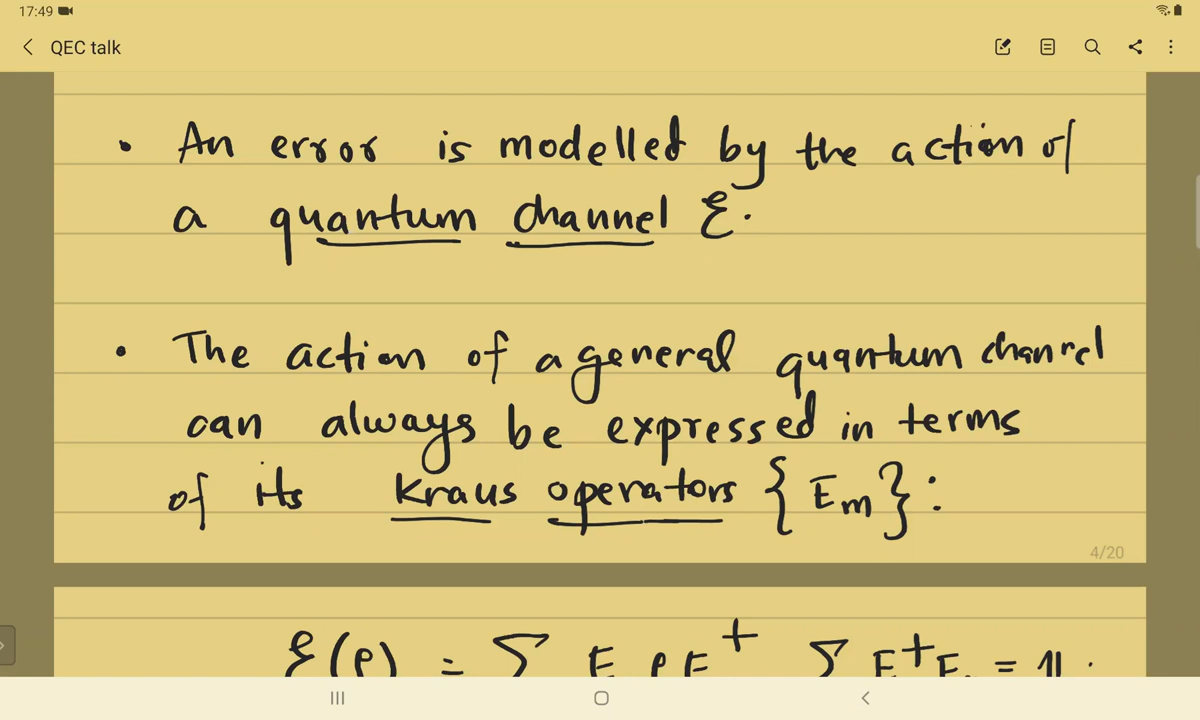 17:49
QEC talk
• An error is modelled by the action of
a quantum channel ℰ.
• The action of a general quantum channel
can always be expressed in terms
of its Kraus operators {Em}:
4/20
ℰ(ρ) = Σ E ρ E† Σ E†E = 𝟙.